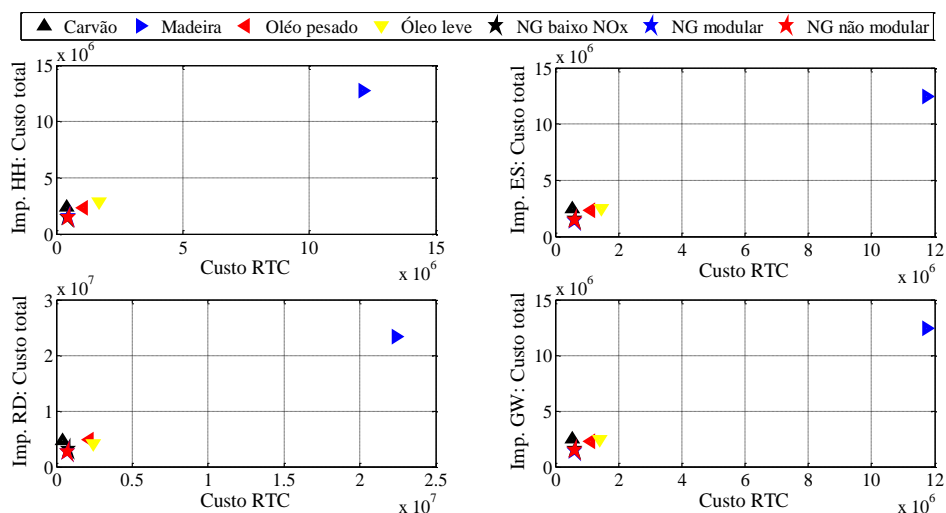 Carvão Madeira Oléo pesado Óleo leve NG baixo NOx NG modular NG não modular
x 10^6
15
10
5
0
Imp. HH: Custo total
0 5 10 15
Custo RTC
x 10^6
x 10^6
15
10
5
0
Imp. ES: Custo total
0 2 4 6 8 10 12
Custo RTC
x 10^6
x 10^7
3
2
1
0
Imp. RD: Custo total
0 0.5 1 1.5 2 2.5
Custo RTC
x 10^7
x 10^6
15
10
5
0
Imp. GW: Custo total
0 2 4 6 8 10 12
Custo RTC
x 10^6